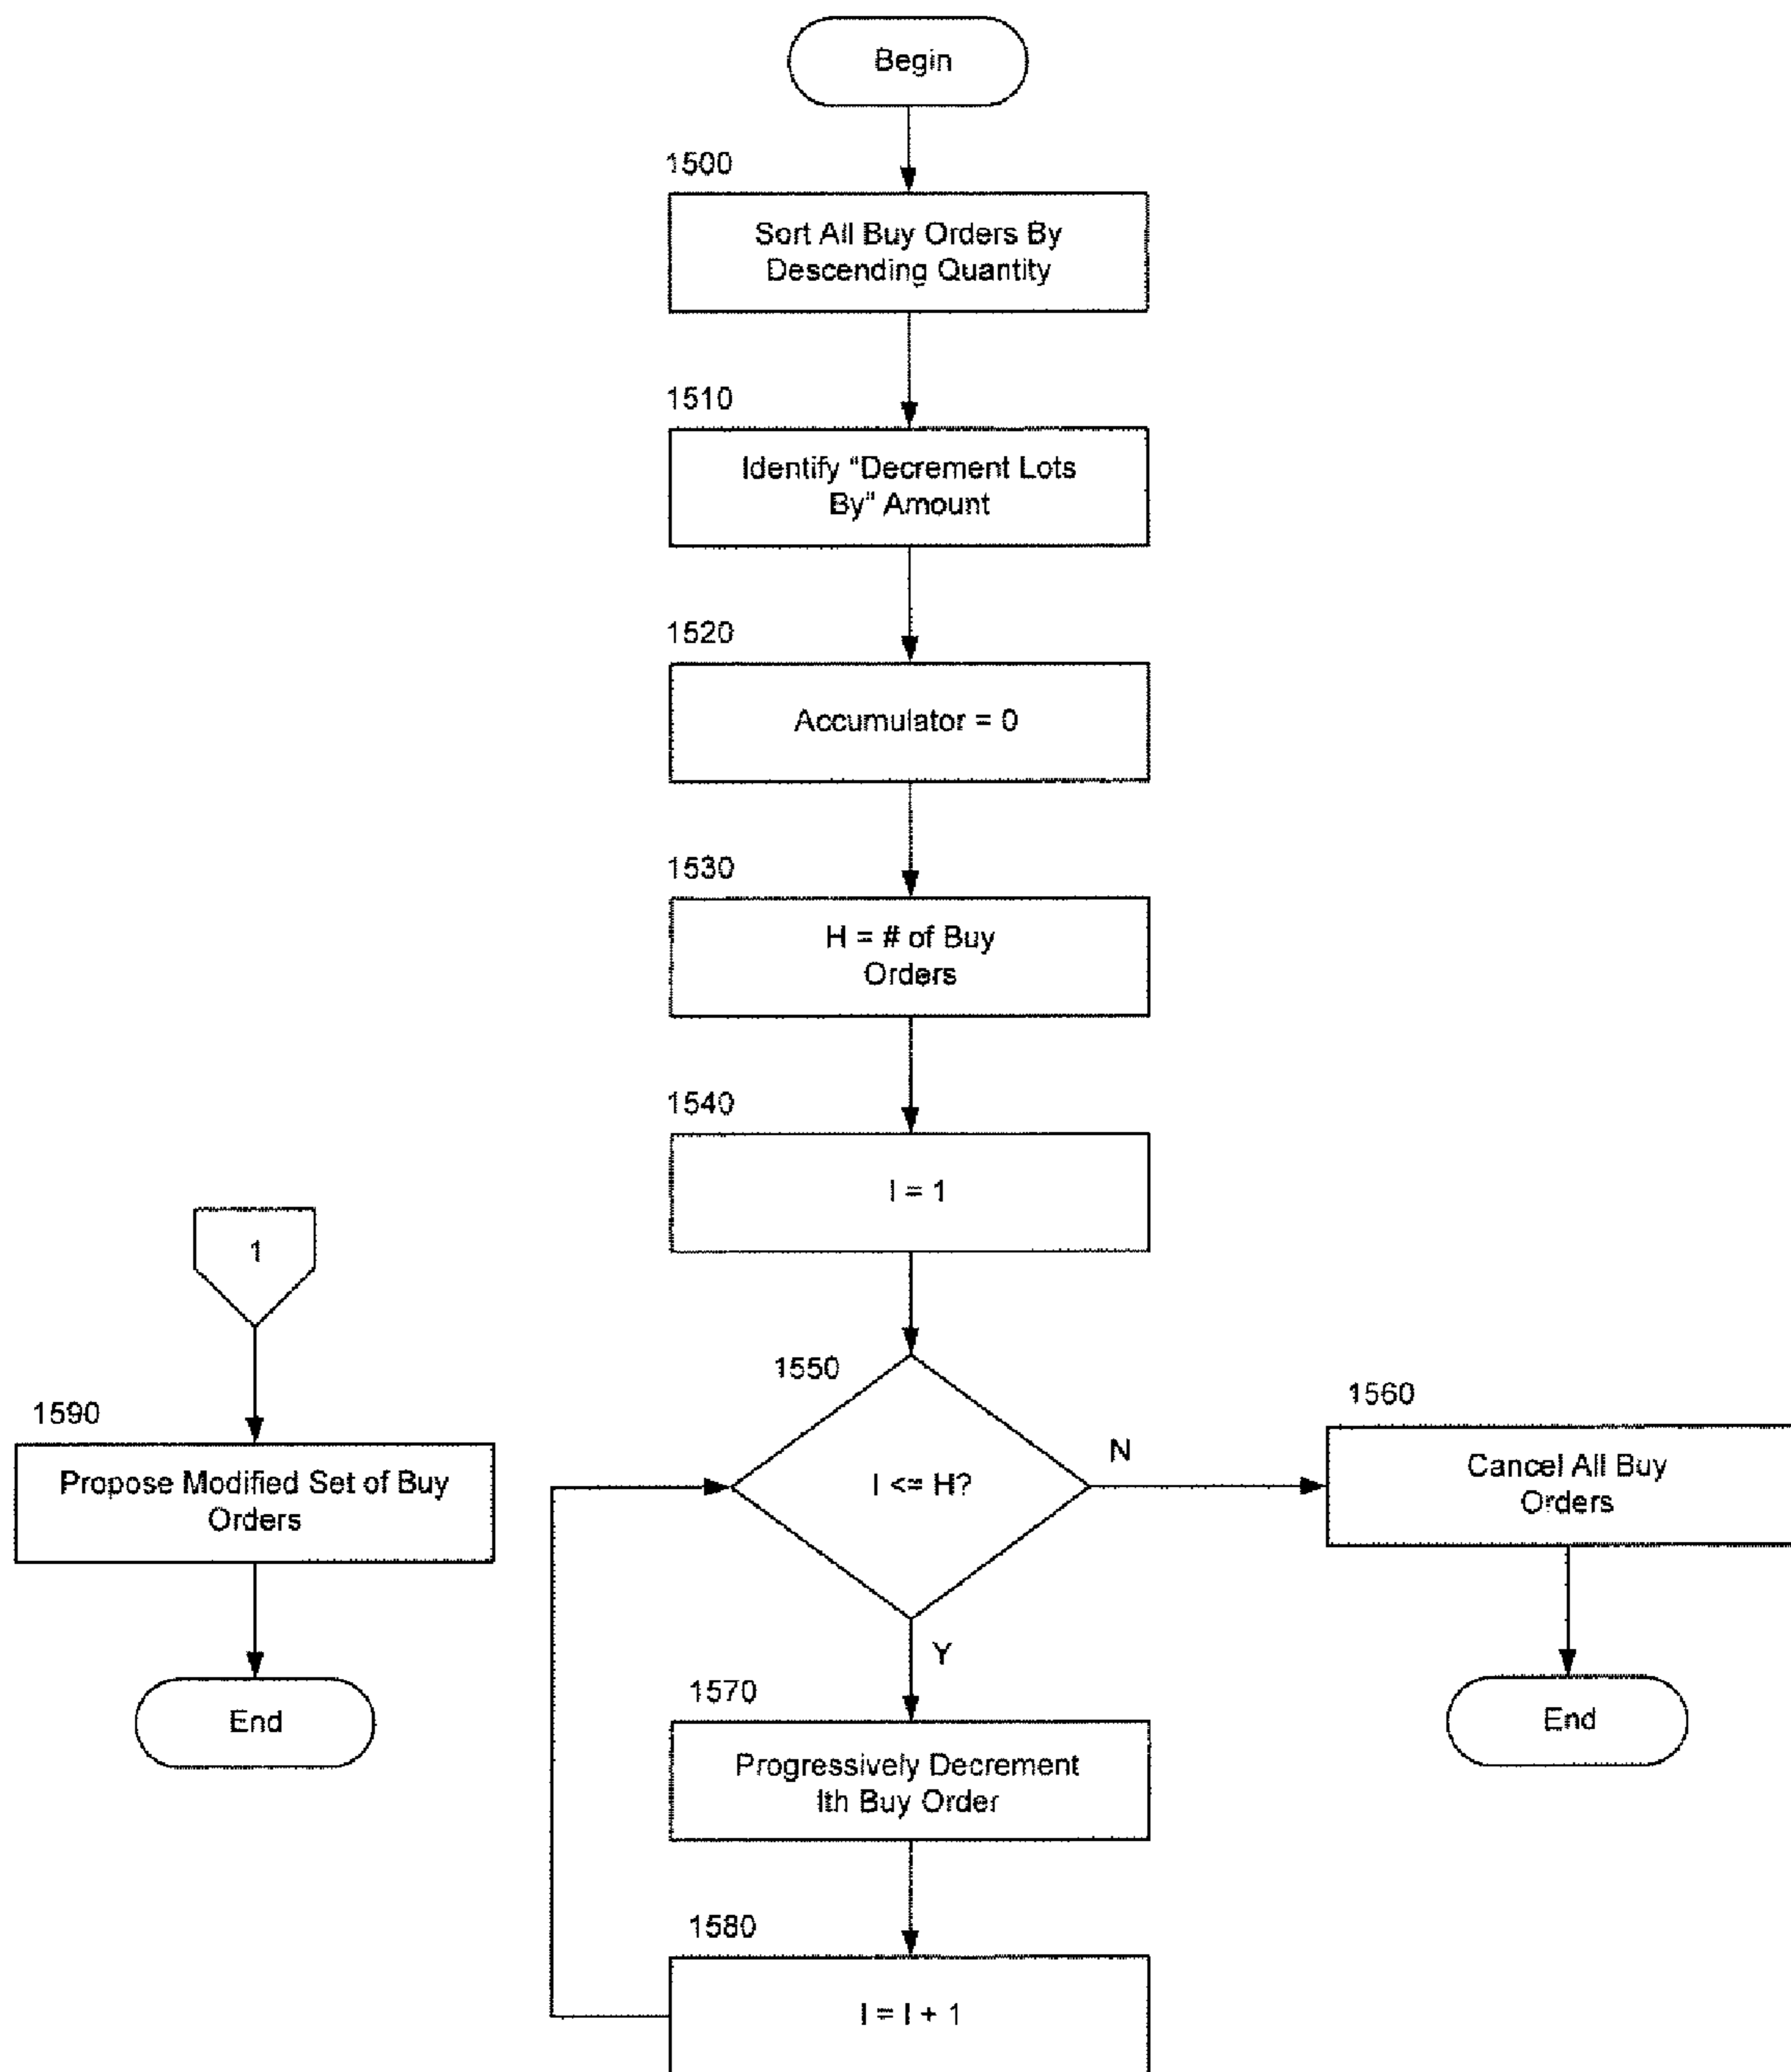 Begin
1500
Sort All Buy Orders By
Descending Quantity
1510
Identify “Decrement Lots
By” Amount
1520
Accumulator = 0
1530
H = # of Buy
Orders
1540
I = 1
1
1590
Propose Modified Set of Buy
Orders
End
1550
I <= H?
N
1560
Cancel All Buy
Orders
End
Y
1570
Progressively Decrement
Ith Buy Order
1580
I = I + 1